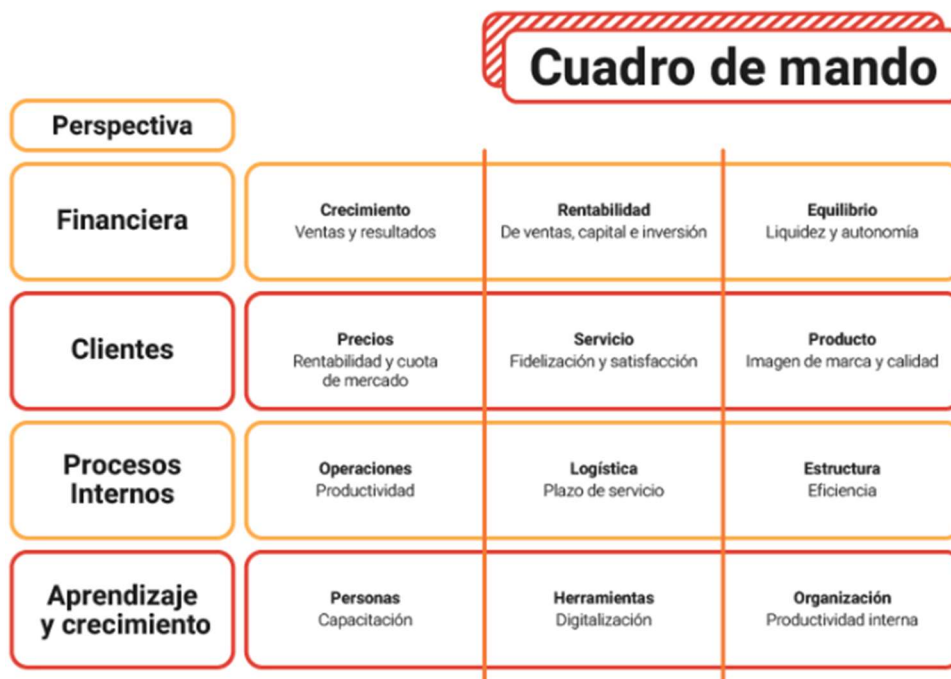 Cuadro de mando
Perspectiva
Financiera
Crecimiento
Ventas y resultados
Rentabilidad
De ventas, capital e inversión
Equilibrio
Liquidez y autonomía
Clientes
Precios
Rentabilidad y cuota
de mercado
Servicio
Fidelización y satisfacción
Producto
Imagen de marca y calidad
Procesos
Internos
Operaciones
Productividad
Logística
Plazo de servicio
Estructura
Eficiencia
Aprendizaje
y crecimiento
Personas
Capacitación
Herramientas
Digitalización
Organización
Productividad interna